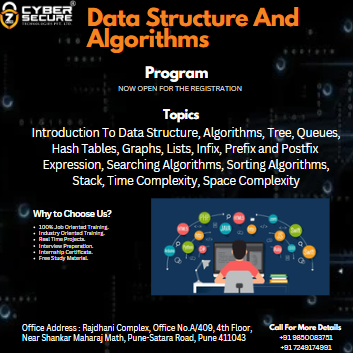 CYBER
SECURE
TECHNOLOGIES PVT. LTD.
Data Structure And
Algorithms
Program
NOW OPEN FOR THE REGISTRATION
Topics
Introduction To Data Structure, Algorithms, Tree, Queues,
Hash Tables, Graphs, Lists, Infix, Prefix and Postfix
Expression, Searching Algorithms, Sorting Algorithms,
Stack, Time Complexity, Space Complexity
Why to Choose Us?
100% Job Oriented Training.
Industry Oriented Training.
Real Time Projects.
Interview Preparation.
Internship Certificate.
Free Study Material.
Office Address : Rajdhani Complex, Office No.A/409, 4th Floor,
Near Shankar Maharaj Math, Pune-Satara Road, Pune 411043
Call For More Details
+91 9850083751
+91 7249174991